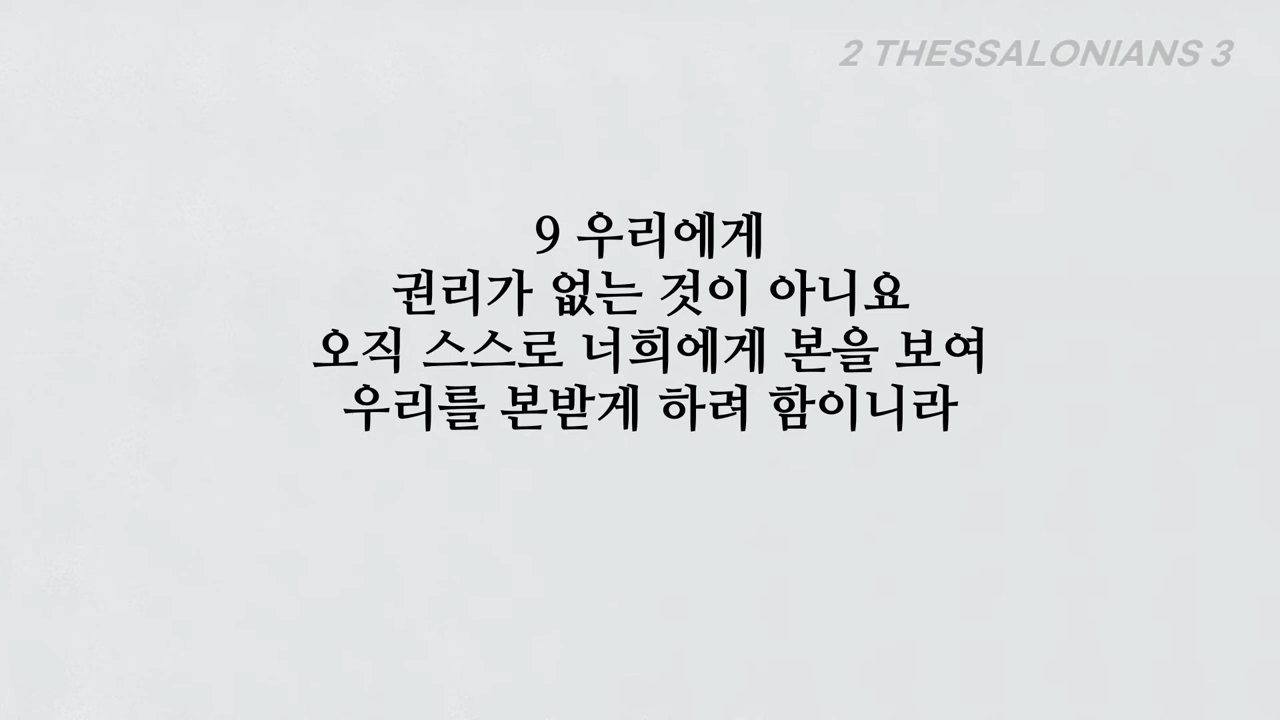 2 THESSALONIANS 3
9 우리에게
권리가 없는 것이 아니요
오직 스스로 너희에게 본을 보여
우리를 본받게 하려 함이니라